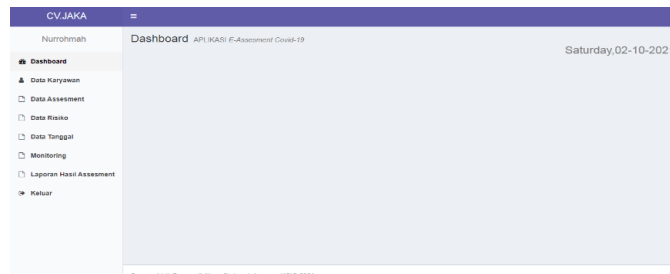 CV.JAKA
Nurrohmah
Dashboard
Data Karyawan
Data Assesment
Data Risiko
Data Tanggal
Monitoring
Laporan Hasil Assesment
Keluar
Dashboard APLIKASI E-Assesment Covid-19
Saturday,02-10-202